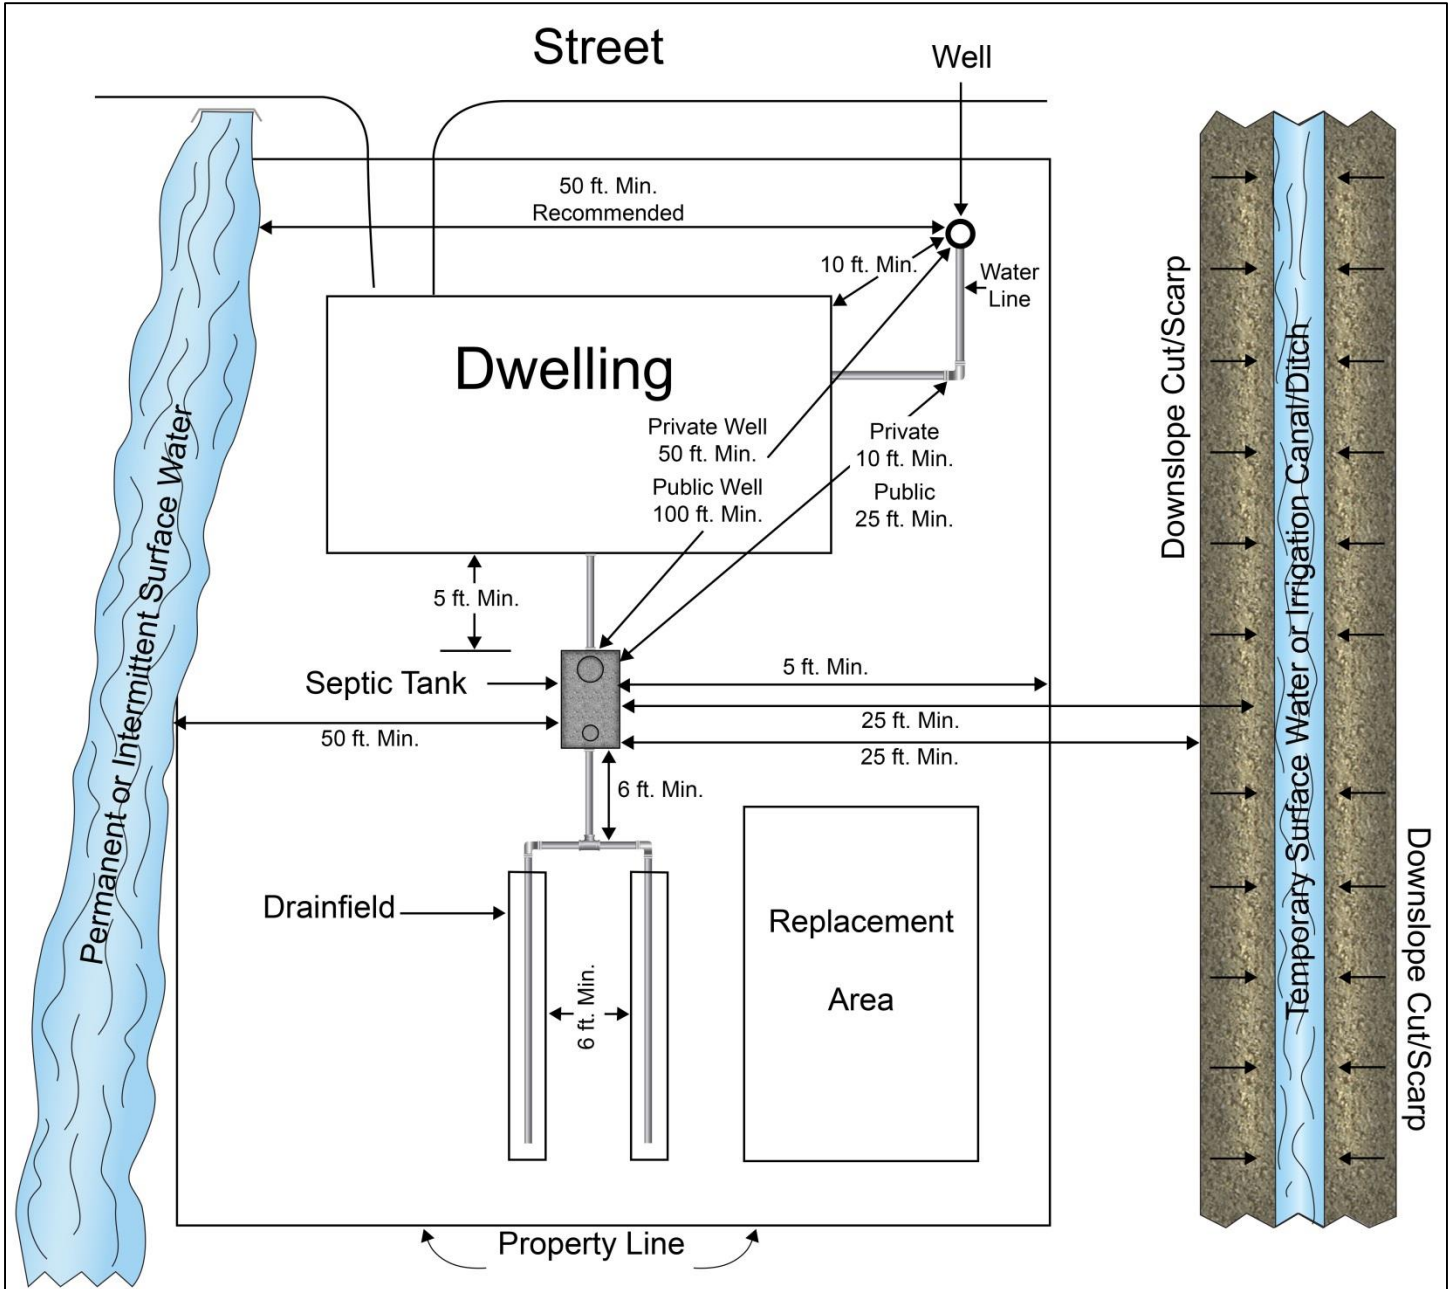 Street
Well
50 ft. Min.
Recommended
10 ft. Min.
Water
Line
Dwelling
Private Well
50 ft. Min.
Public Well
100 ft. Min.
Private
10 ft. Min.
Public
25 ft. Min.
5 ft. Min.
Septic Tank
5 ft. Min.
25 ft. Min.
25 ft. Min.
50 ft. Min.
6 ft. Min.
Drainfield
6 ft. Min.
Replacement
Area
Property Line
Permanent or Intermittent Surface Water
Downslope Cut/Scarp
Temporary Surface Water or Irrigation Canal/Ditch
Downslope Cut/Scarp